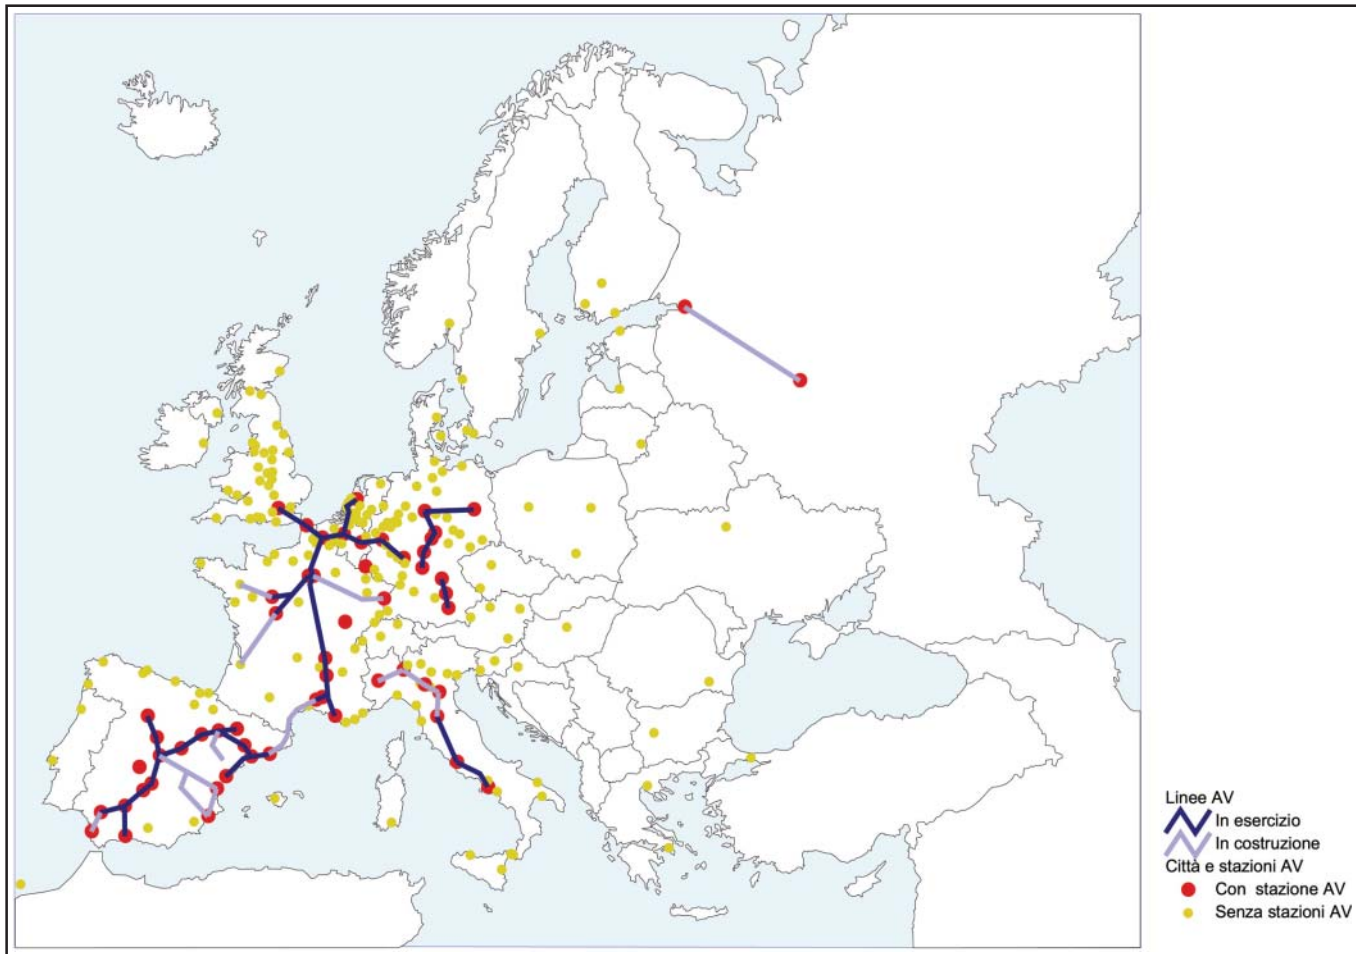 Linee AV
In esercizio
In costruzione
Città e stazioni AV
Con stazione AV
Senza stazioni AV